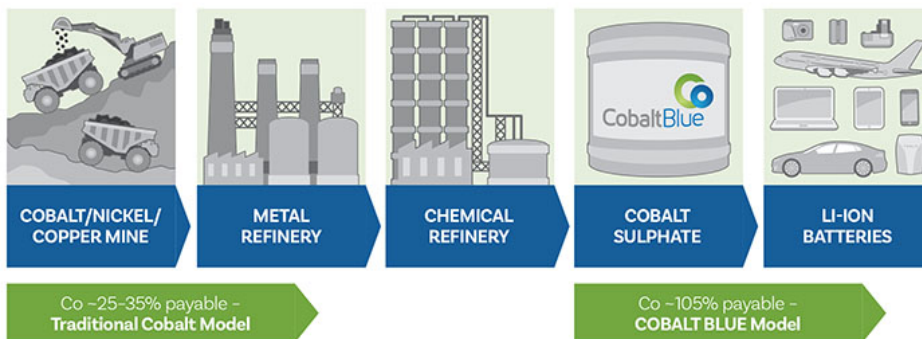 CobaltBlue
COBALT/NICKEL/
COPPER MINE
METAL
REFINERY
CHEMICAL
REFINERY
COBALT
SULPHATE
LI-ION
BATTERIES
Co ~25-35% payable –
Traditional Cobalt Model
Co ~105% payable –
COBALT BLUE Model